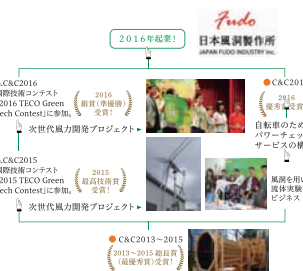 Fudo
2016年起業!
日本風洞製作所
JAPAN FUDO INDUSTRY Inc.
.C&C2016
国際技術コンテスト
2016 TECO Green
ech Contest」に参加。
2016
銀賞(準優勝)
受賞!
次世代風力開発プロジェクト
C&C201
2016
優秀賞受賞
自転車のため
パワーチェック
サービスの構
.C&C2015
国際技術コンテスト
2015 TECO Green
ech Contest」に参加。
2015
最高技術賞
受賞!
次世代風力開発プロジェクト
風洞を用い
流体実験
ビジネス
C&C2013〜2015
2013〜2015 総長賞
(最優秀賞)受賞!